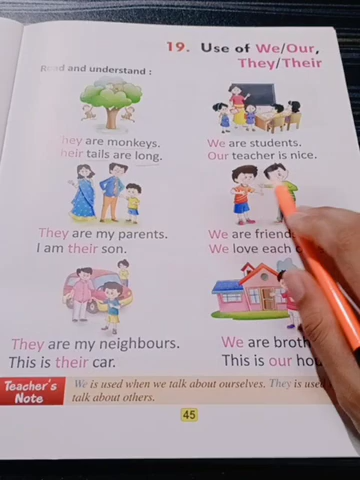 19. Use of We/Our,
They/Their
Read and understand :
hey are monkeys.
heir tails are long.
We are students.
Our teacher is nice.
They are my parents.
I am their son.
We are friend
We love each
They are my neighbours.
This is their car.
We are broth
This is our hou
Teacher's
Note
We is used when we talk about ourselves. They is used
talk about others.
45